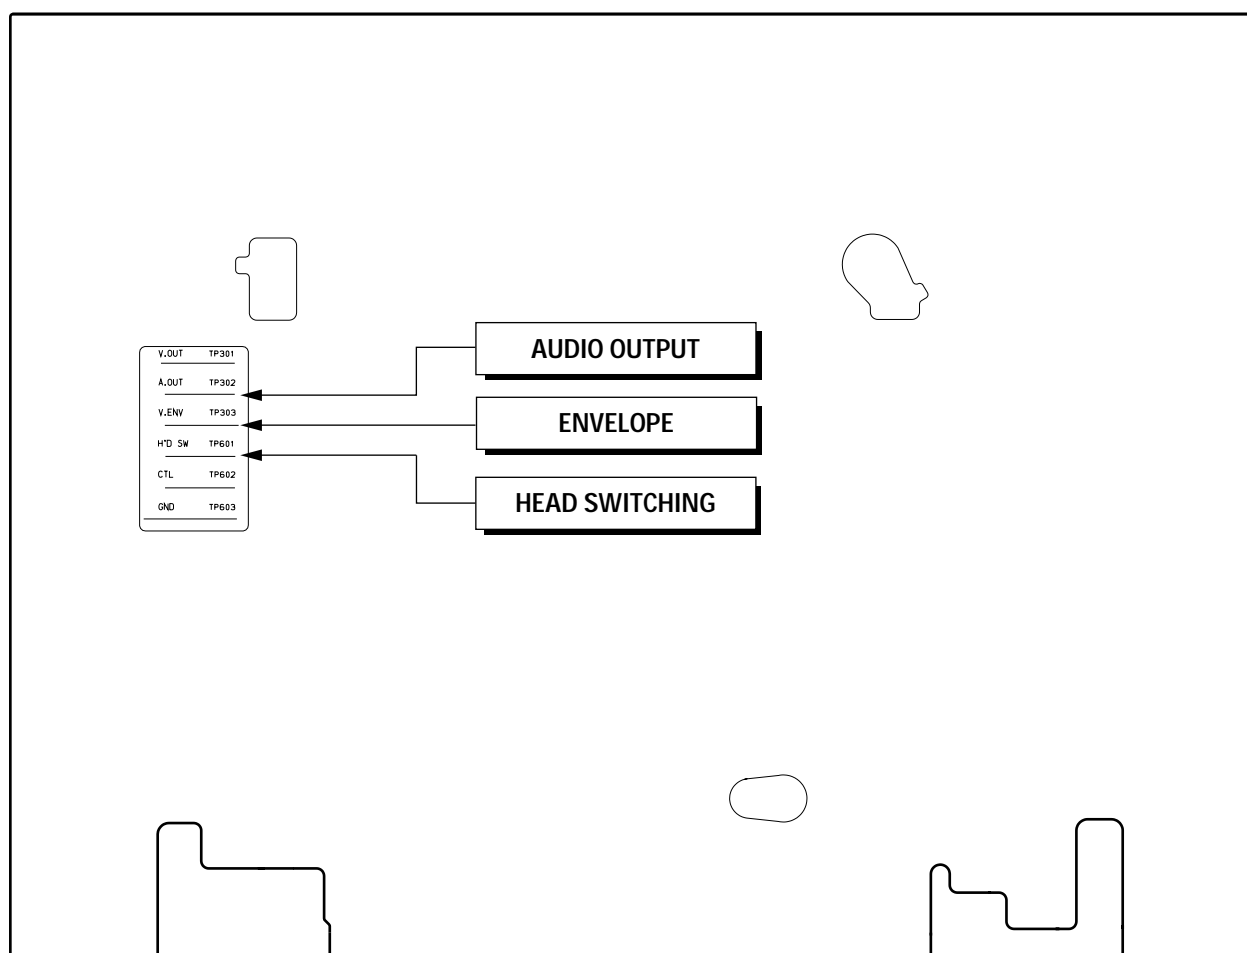 V.OUT TP301
A.OUT TP302
V.ENV TP303
H'D SW TP601
CTL TP602
GND TP603
AUDIO OUTPUT
ENVELOPE
HEAD SWITCHING